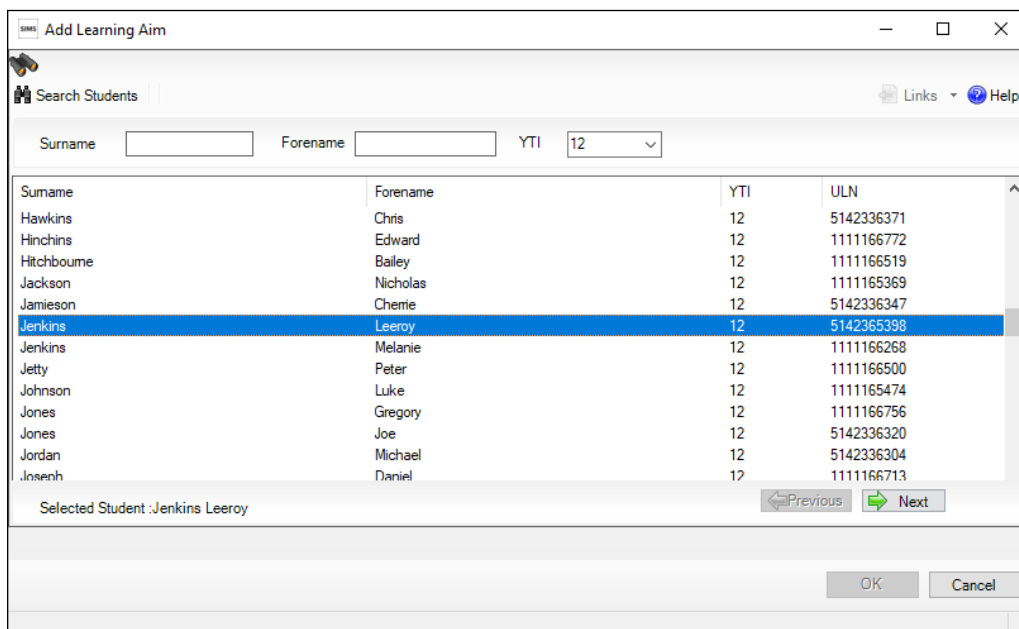 SIMS Add Learning Aim
Search Students Links Help
Surname Forename YTI 12
Surname Forename YTI ULN
Hawkins Chris 12 5142336371
Hinchins Edward 12 1111166772
Hitchbourne Bailey 12 1111166519
Jackson Nicholas 12 1111165369
Jamieson Cherrie 12 5142336347
Jenkins Leeroy 12 5142365398
Jenkins Melanie 12 1111166268
Jetty Peter 12 1111166500
Johnson Luke 12 1111165474
Jones Gregory 12 1111166756
Jones Joe 12 5142336320
Jordan Michael 12 5142336304
Joseph Daniel 12 1111166713
Selected Student :Jenkins Leeroy Previous Next
OK Cancel